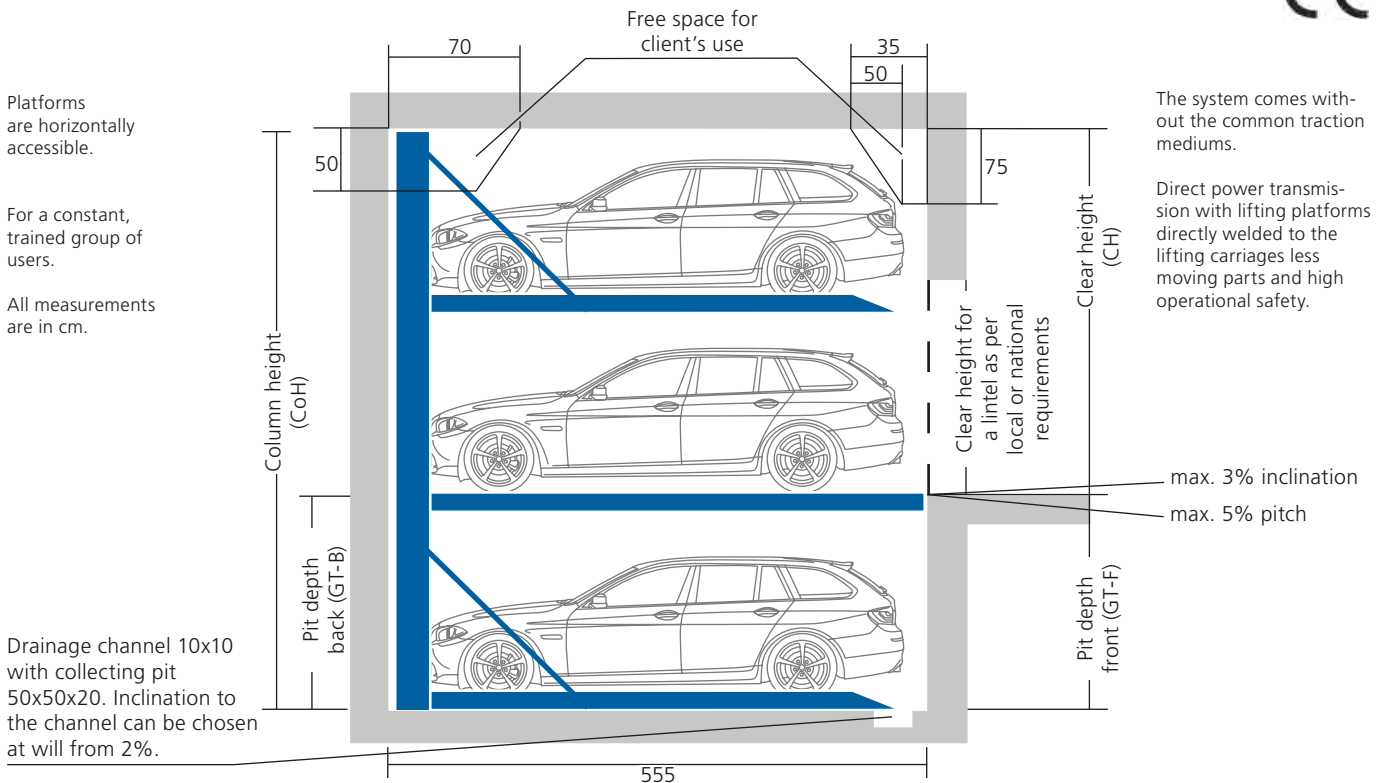 Free space for
client's use
70
35
50
50
75
Platforms
are horizontally
accessible.
For a constant,
trained group of
users.
All measurements
are in cm.
The system comes with-
out the common traction
mediums.
Direct power transmis-
sion with lifting platforms
directly welded to the
lifting carriages less
moving parts and high
operational safety.
Column height
(CoH)
Clear height
(CH)
Clear height for
a lintel as per
local or national
requirements
max. 3% inclination
max. 5% pitch
Pit depth
back (GT-B)
Pit depth
front (GT-F)
Drainage channel 10x10
with collecting pit
50x50x20. Inclination to
the channel can be chosen
at will from 2%.
555